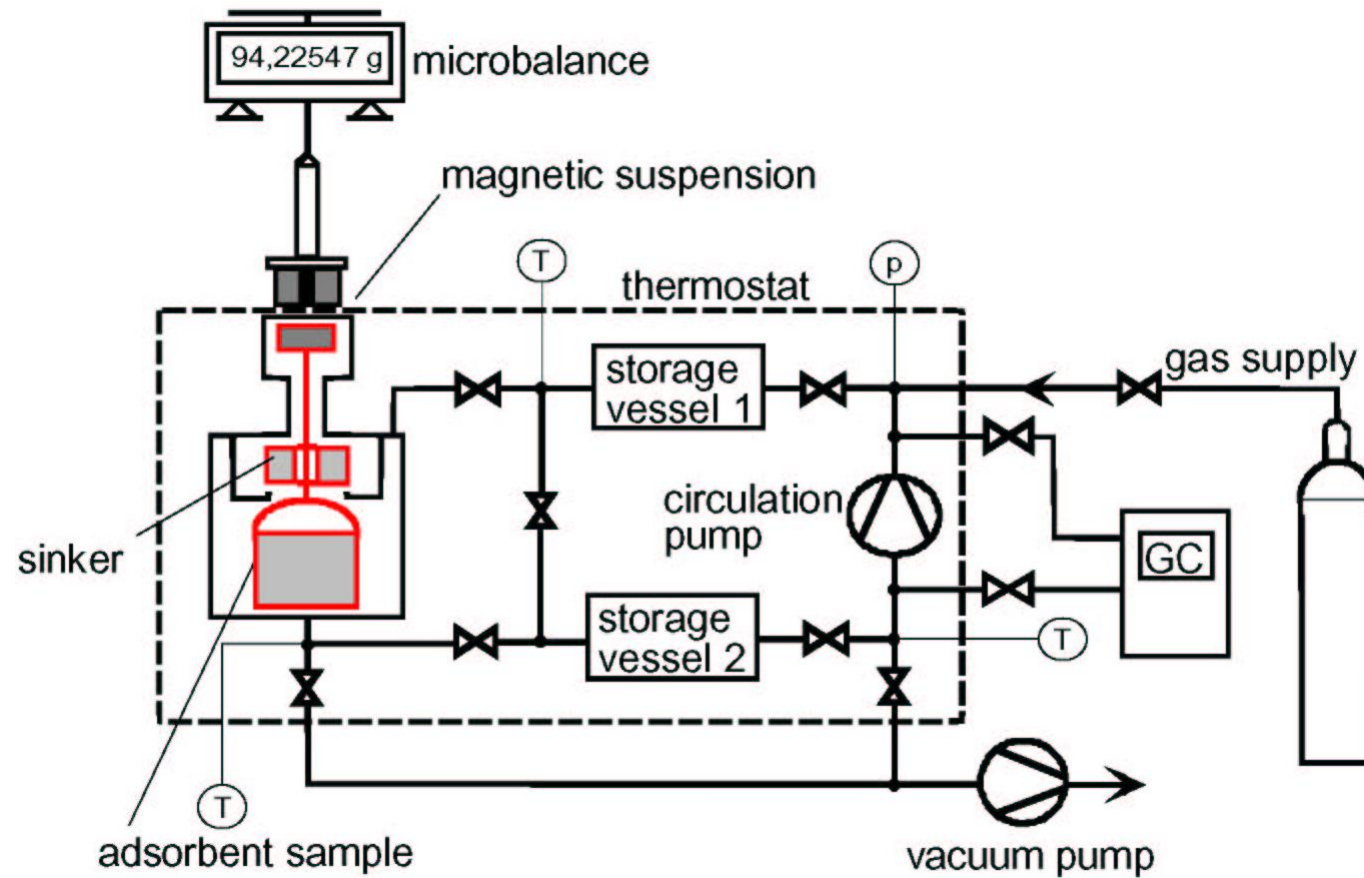 94,22547 g
microbalance
magnetic suspension
T
p
thermostat
gas supply
storage
vessel 1
circulation
pump
GC
sinker
storage
vessel 2
T
T
adsorbent sample
vacuum pump